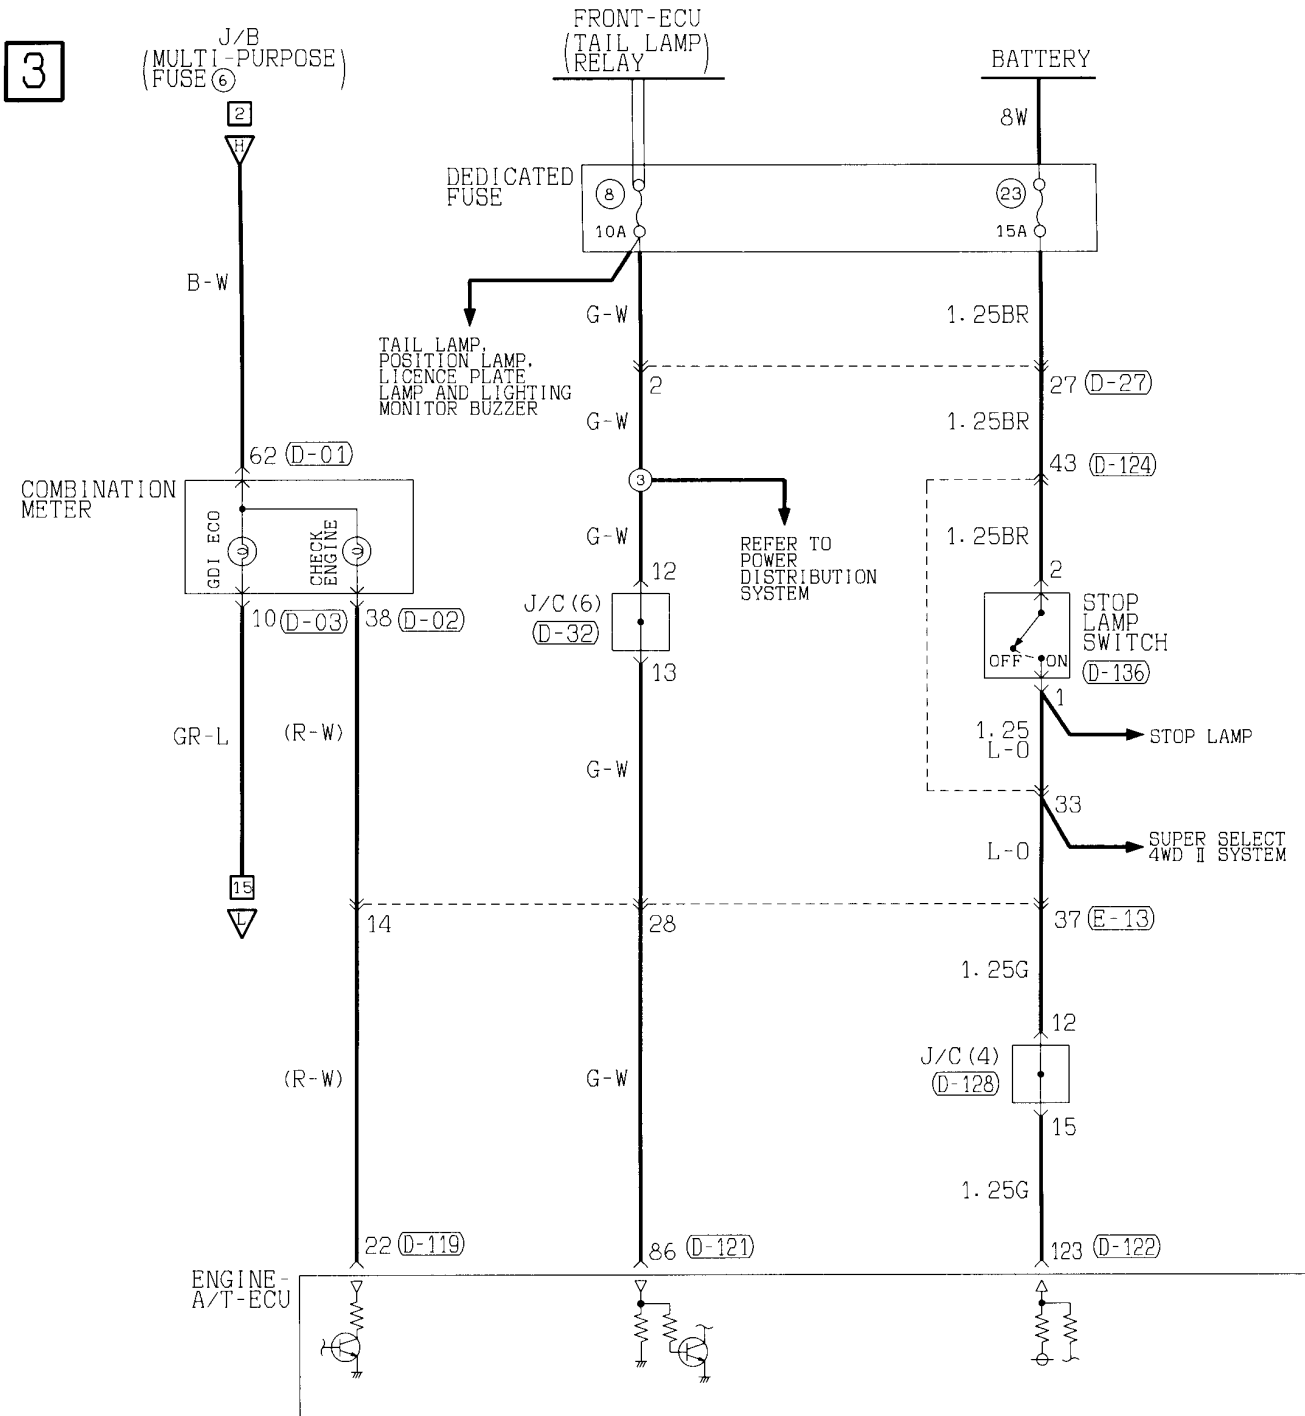 3
J/B
(MULTI-PURPOSE)
FUSE 6
FRONT-ECU
(TAIL LAMP)
RELAY
BATTERY
2
H
8W
DEDICATED
FUSE
8
10A
23
15A
B-W
G-W
1.25BR
TAIL LAMP,
POSITION LAMP,
LICENCE PLATE
LAMP AND LIGHTING
MONITOR BUZZER
2
27 (D-27)
G-W
1.25BR
62 (D-01)
43 (D-124)
COMBINATION
METER
3
GDI ECO
CHECK
ENGINE
G-W
1.25BR
REFER TO
POWER
DISTRIBUTION
SYSTEM
12
2
J/C (6)
(D-32)
STOP
LAMP
SWITCH
OFF
ON
(D-136)
10 (D-03)
38 (D-02)
13
1
GR-L
(R-W)
1.25
L-O
STOP LAMP
G-W
33
SUPER SELECT
4WD II SYSTEM
L-O
15
L
14
28
37 (E-13)
1.25G
12
J/C (4)
(D-128)
(R-W)
G-W
15
1.25G
22 (D-119)
86 (D-121)
123 (D-122)
ENGINE-
A/T-ECU